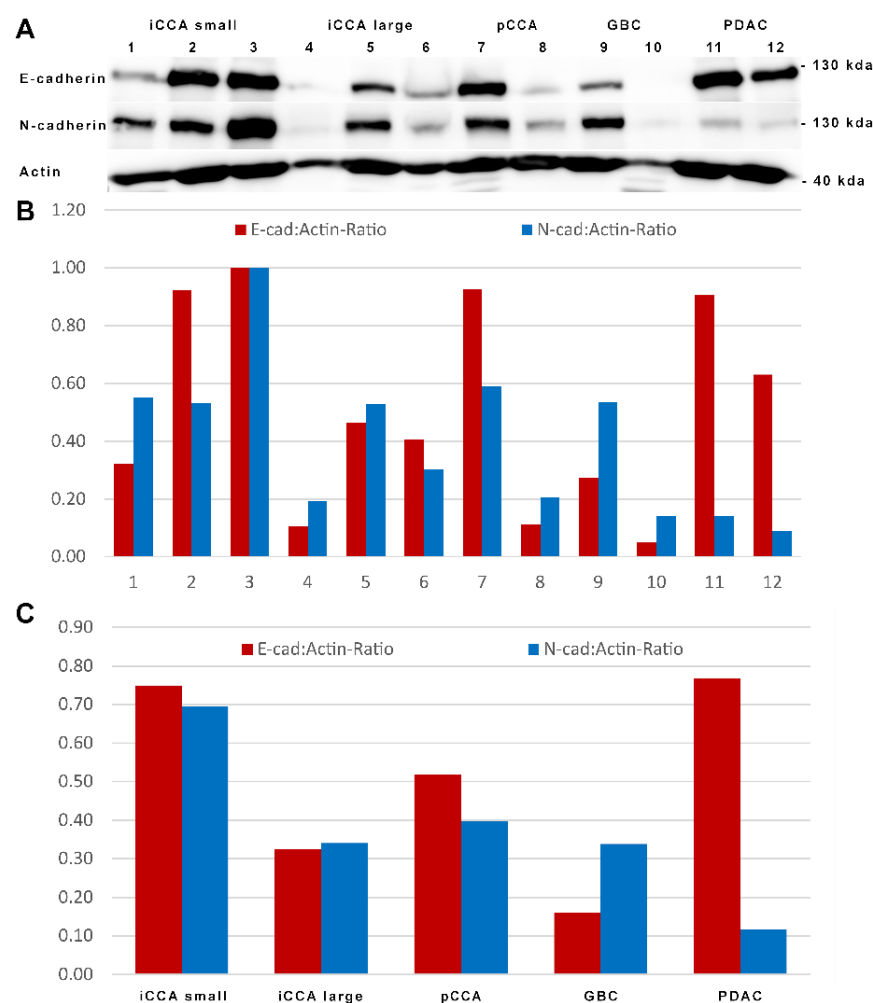 A
iCCA small iCCA large pCCA GBC PDAC
1 2 3 4 5 6 7 8 9 10 11 12
E-cadherin - 130 kda
N-cadherin - 130 kda
Actin - 40 kda
B
1.20
E-cad:Actin-Ratio N-cad:Actin-Ratio
1.00
0.80
0.60
0.40
0.20
0.00
1 2 3 4 5 6 7 8 9 10 11 12
C
0.90
E-cad:Actin-Ratio N-cad:Actin-Ratio
0.80
0.70
0.60
0.50
0.40
0.30
0.20
0.10
0.00
iCCA small iCCA large pCCA GBC PDAC